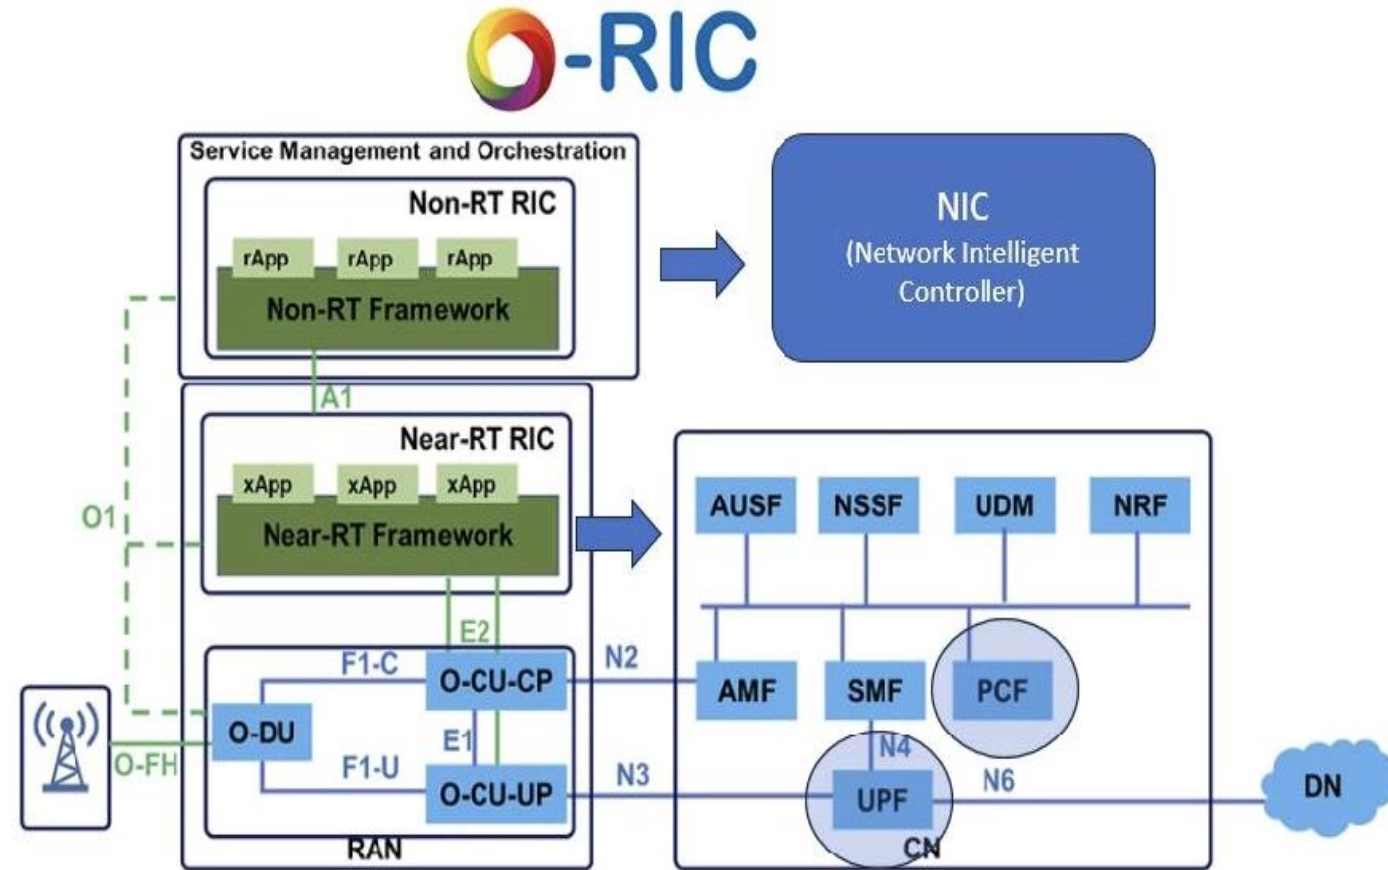 O-RIC
Service Management and Orchestration
Non-RT RIC
rApp
rApp
rApp
Non-RT Framework
NIC
(Network Intelligent
Controller)
A1
Near-RT RIC
xApp
xApp
xApp
Near-RT Framework
O1
E2
AUSF
NSSF
UDM
NRF
F1-C
O-CU-CP
N2
AMF
SMF
PCF
O-DU
E1
N4
O-FH
F1-U
O-CU-UP
N3
UPF
N6
DN
RAN
CN